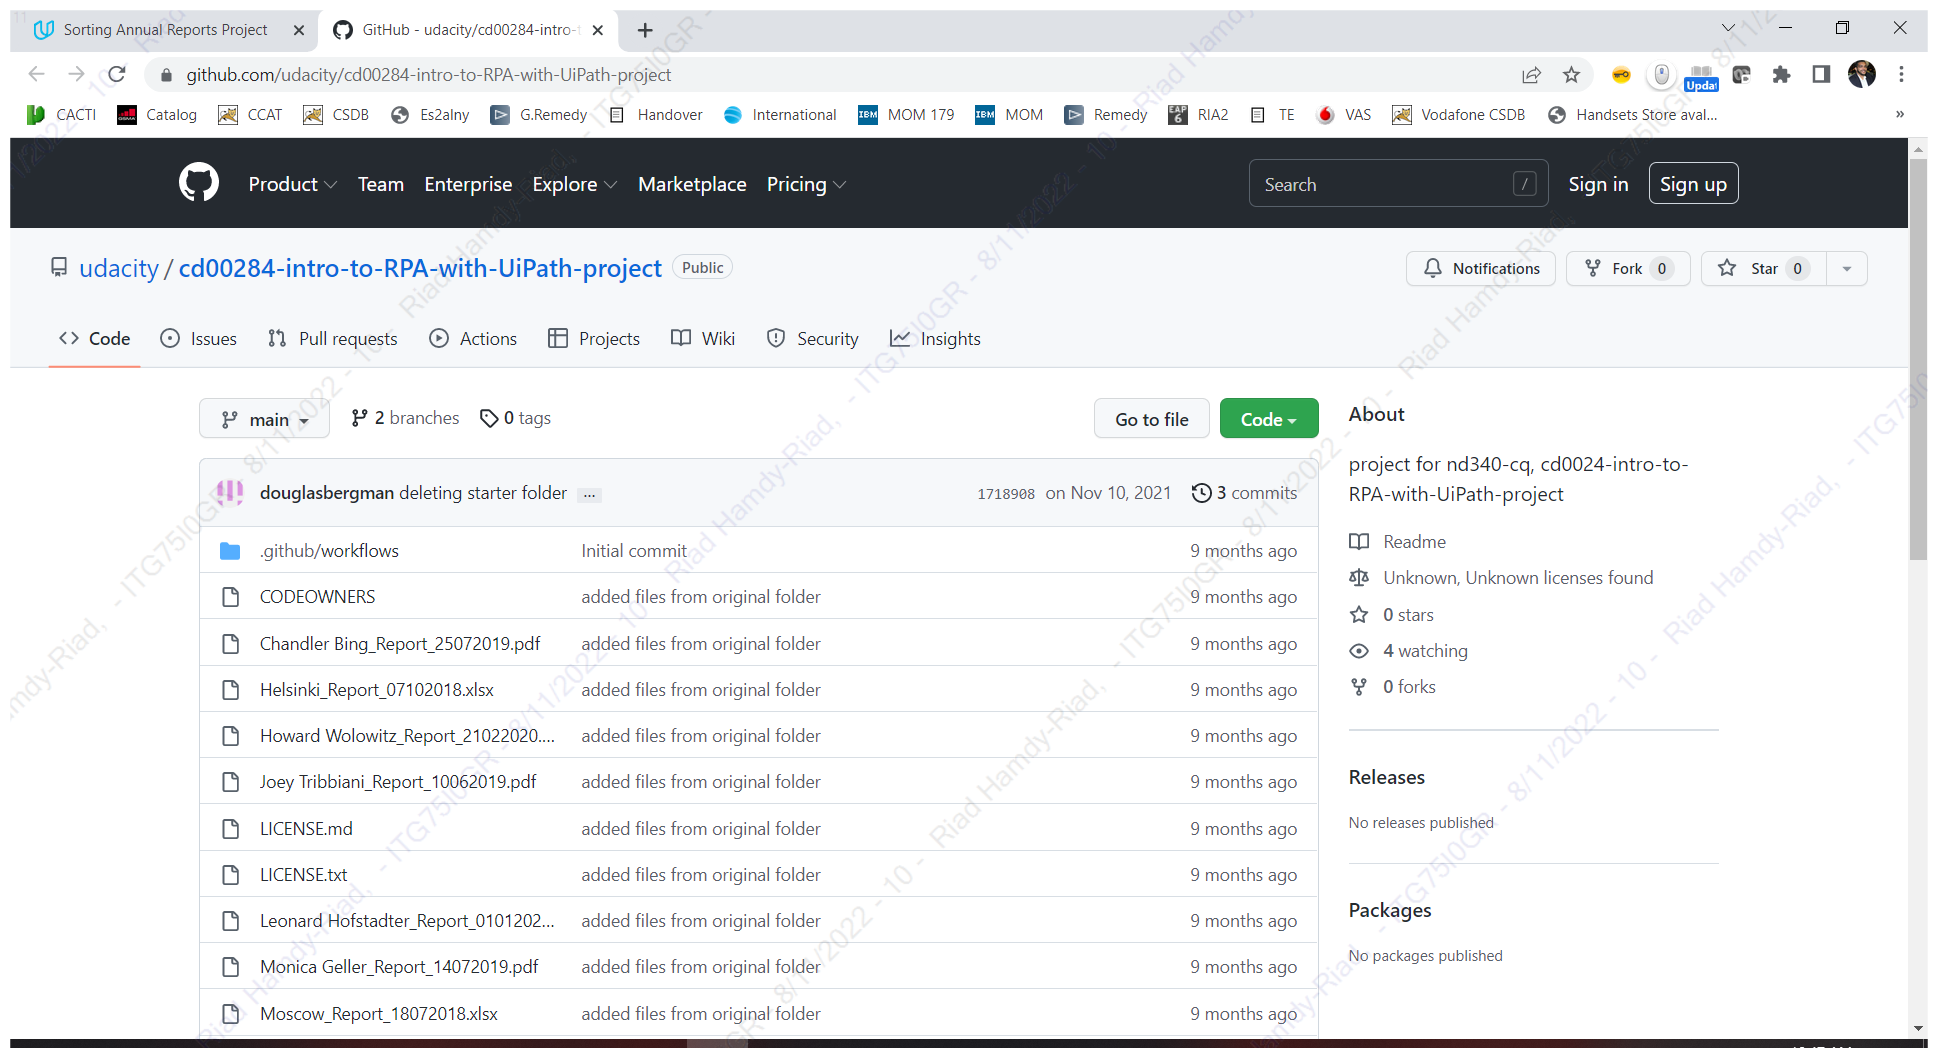 Sorting Annual Reports Project
GitHub - udacity/cd00284-intro-t
github.com/udacity/cd00284-intro-to-RPA-with-UiPath-project
Updat
CACTI Catalog CCAT CSDB Es2alny G.Remedy Handover International MOM 179 MOM Remedy RIA2 TE VAS Vodafone CSDB Handsets Store aval... »
Product Team Enterprise Explore Marketplace Pricing Search / Sign in Sign up
udacity / cd00284-intro-to-RPA-with-UiPath-project Public Notifications Fork 0 Star 0
Code Issues Pull requests Actions Projects Wiki Security Insights
main 2 branches 0 tags Go to file Code
douglasbergman deleting starter folder ... 1718908 on Nov 10, 2021 3 commits
.github/workflows Initial commit 9 months ago
CODEOWNERS added files from original folder 9 months ago
Chandler Bing_Report_25072019.pdf added files from original folder 9 months ago
Helsinki_Report_07102018.xlsx added files from original folder 9 months ago
Howard Wolowitz_Report_21022020.... added files from original folder 9 months ago
Joey Tribbiani_Report_10062019.pdf added files from original folder 9 months ago
LICENSE.md added files from original folder 9 months ago
LICENSE.txt added files from original folder 9 months ago
Leonard Hofstadter_Report_0101202... added files from original folder 9 months ago
Monica Geller_Report_14072019.pdf added files from original folder 9 months ago
Moscow_Report_18072018.xlsx added files from original folder 9 months ago
About
project for nd340-cq, cd0024-intro-to-
RPA-with-UiPath-project
Readme
Unknown, Unknown licenses found
0 stars
4 watching
0 forks
Releases
No releases published
Packages
No packages published
Riad Hamdy-Riad, - ITG75I0GR - 8/11/2022 - 10 -